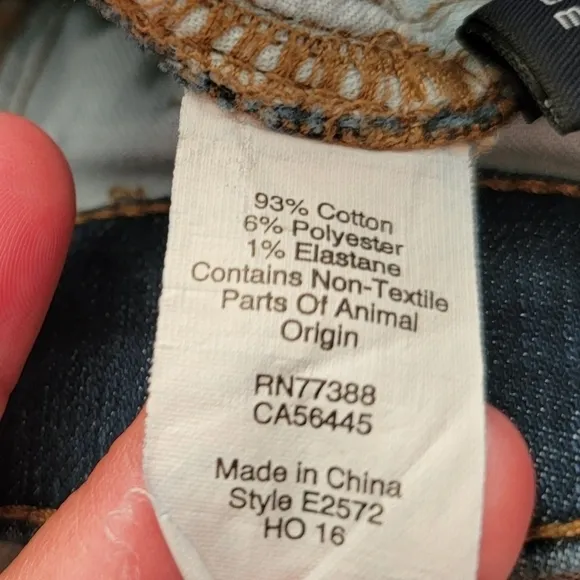 93% Cotton
6% Polyester
1% Elastane
Contains Non-Textile
Parts Of Animal
Origin
RN77388
CA56445
Made in China
Style E2572
HO 16